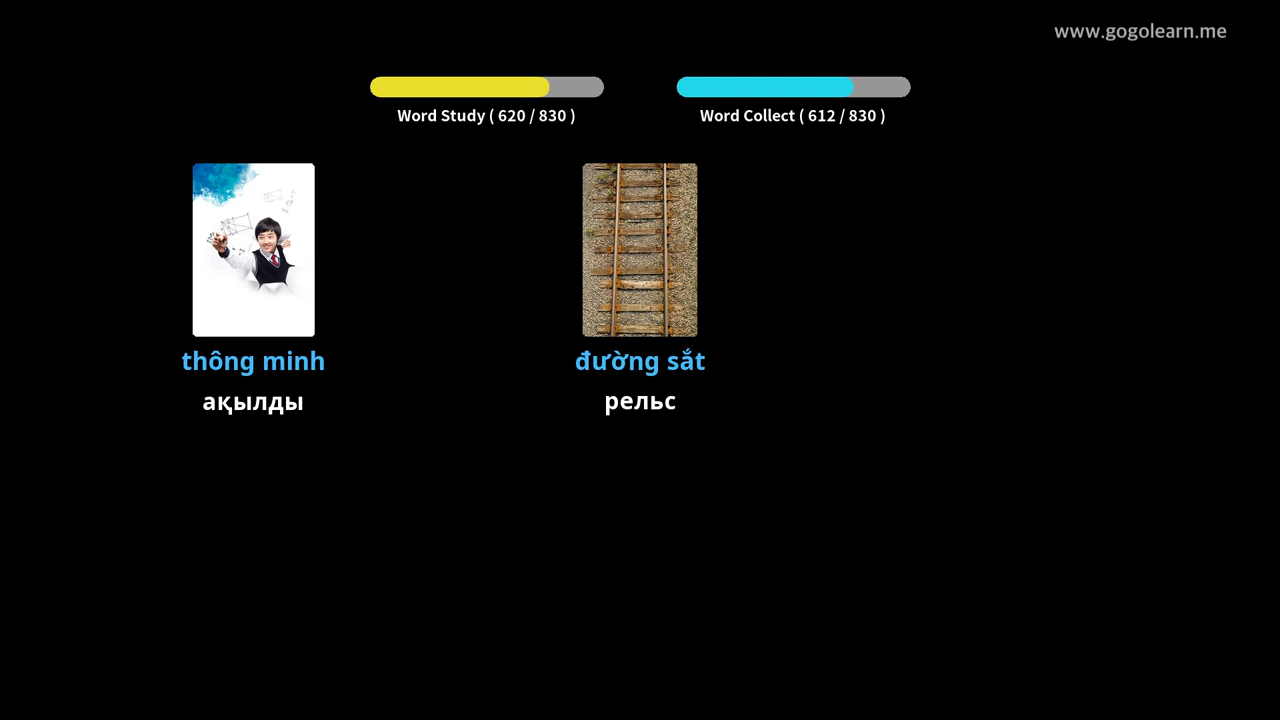 www.gogolearn.me
Word Study ( 620 / 830 )
Word Collect ( 612 / 830 )
thông minh
ақылды
đường sắt
рельс